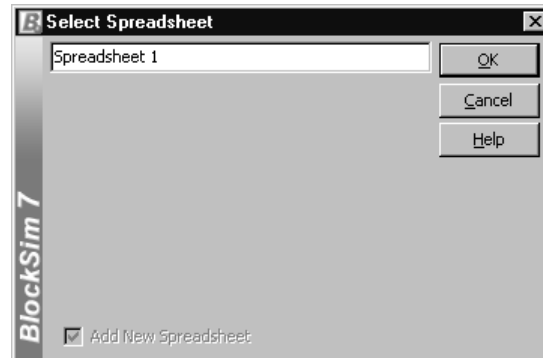 Select Spreadsheet
Spreadsheet 1
OK
Cancel
Help
BlockSim 7
Add New Spreadsheet